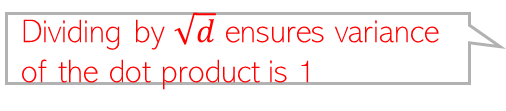 Dividing by √d ensures variance
of the dot product is 1